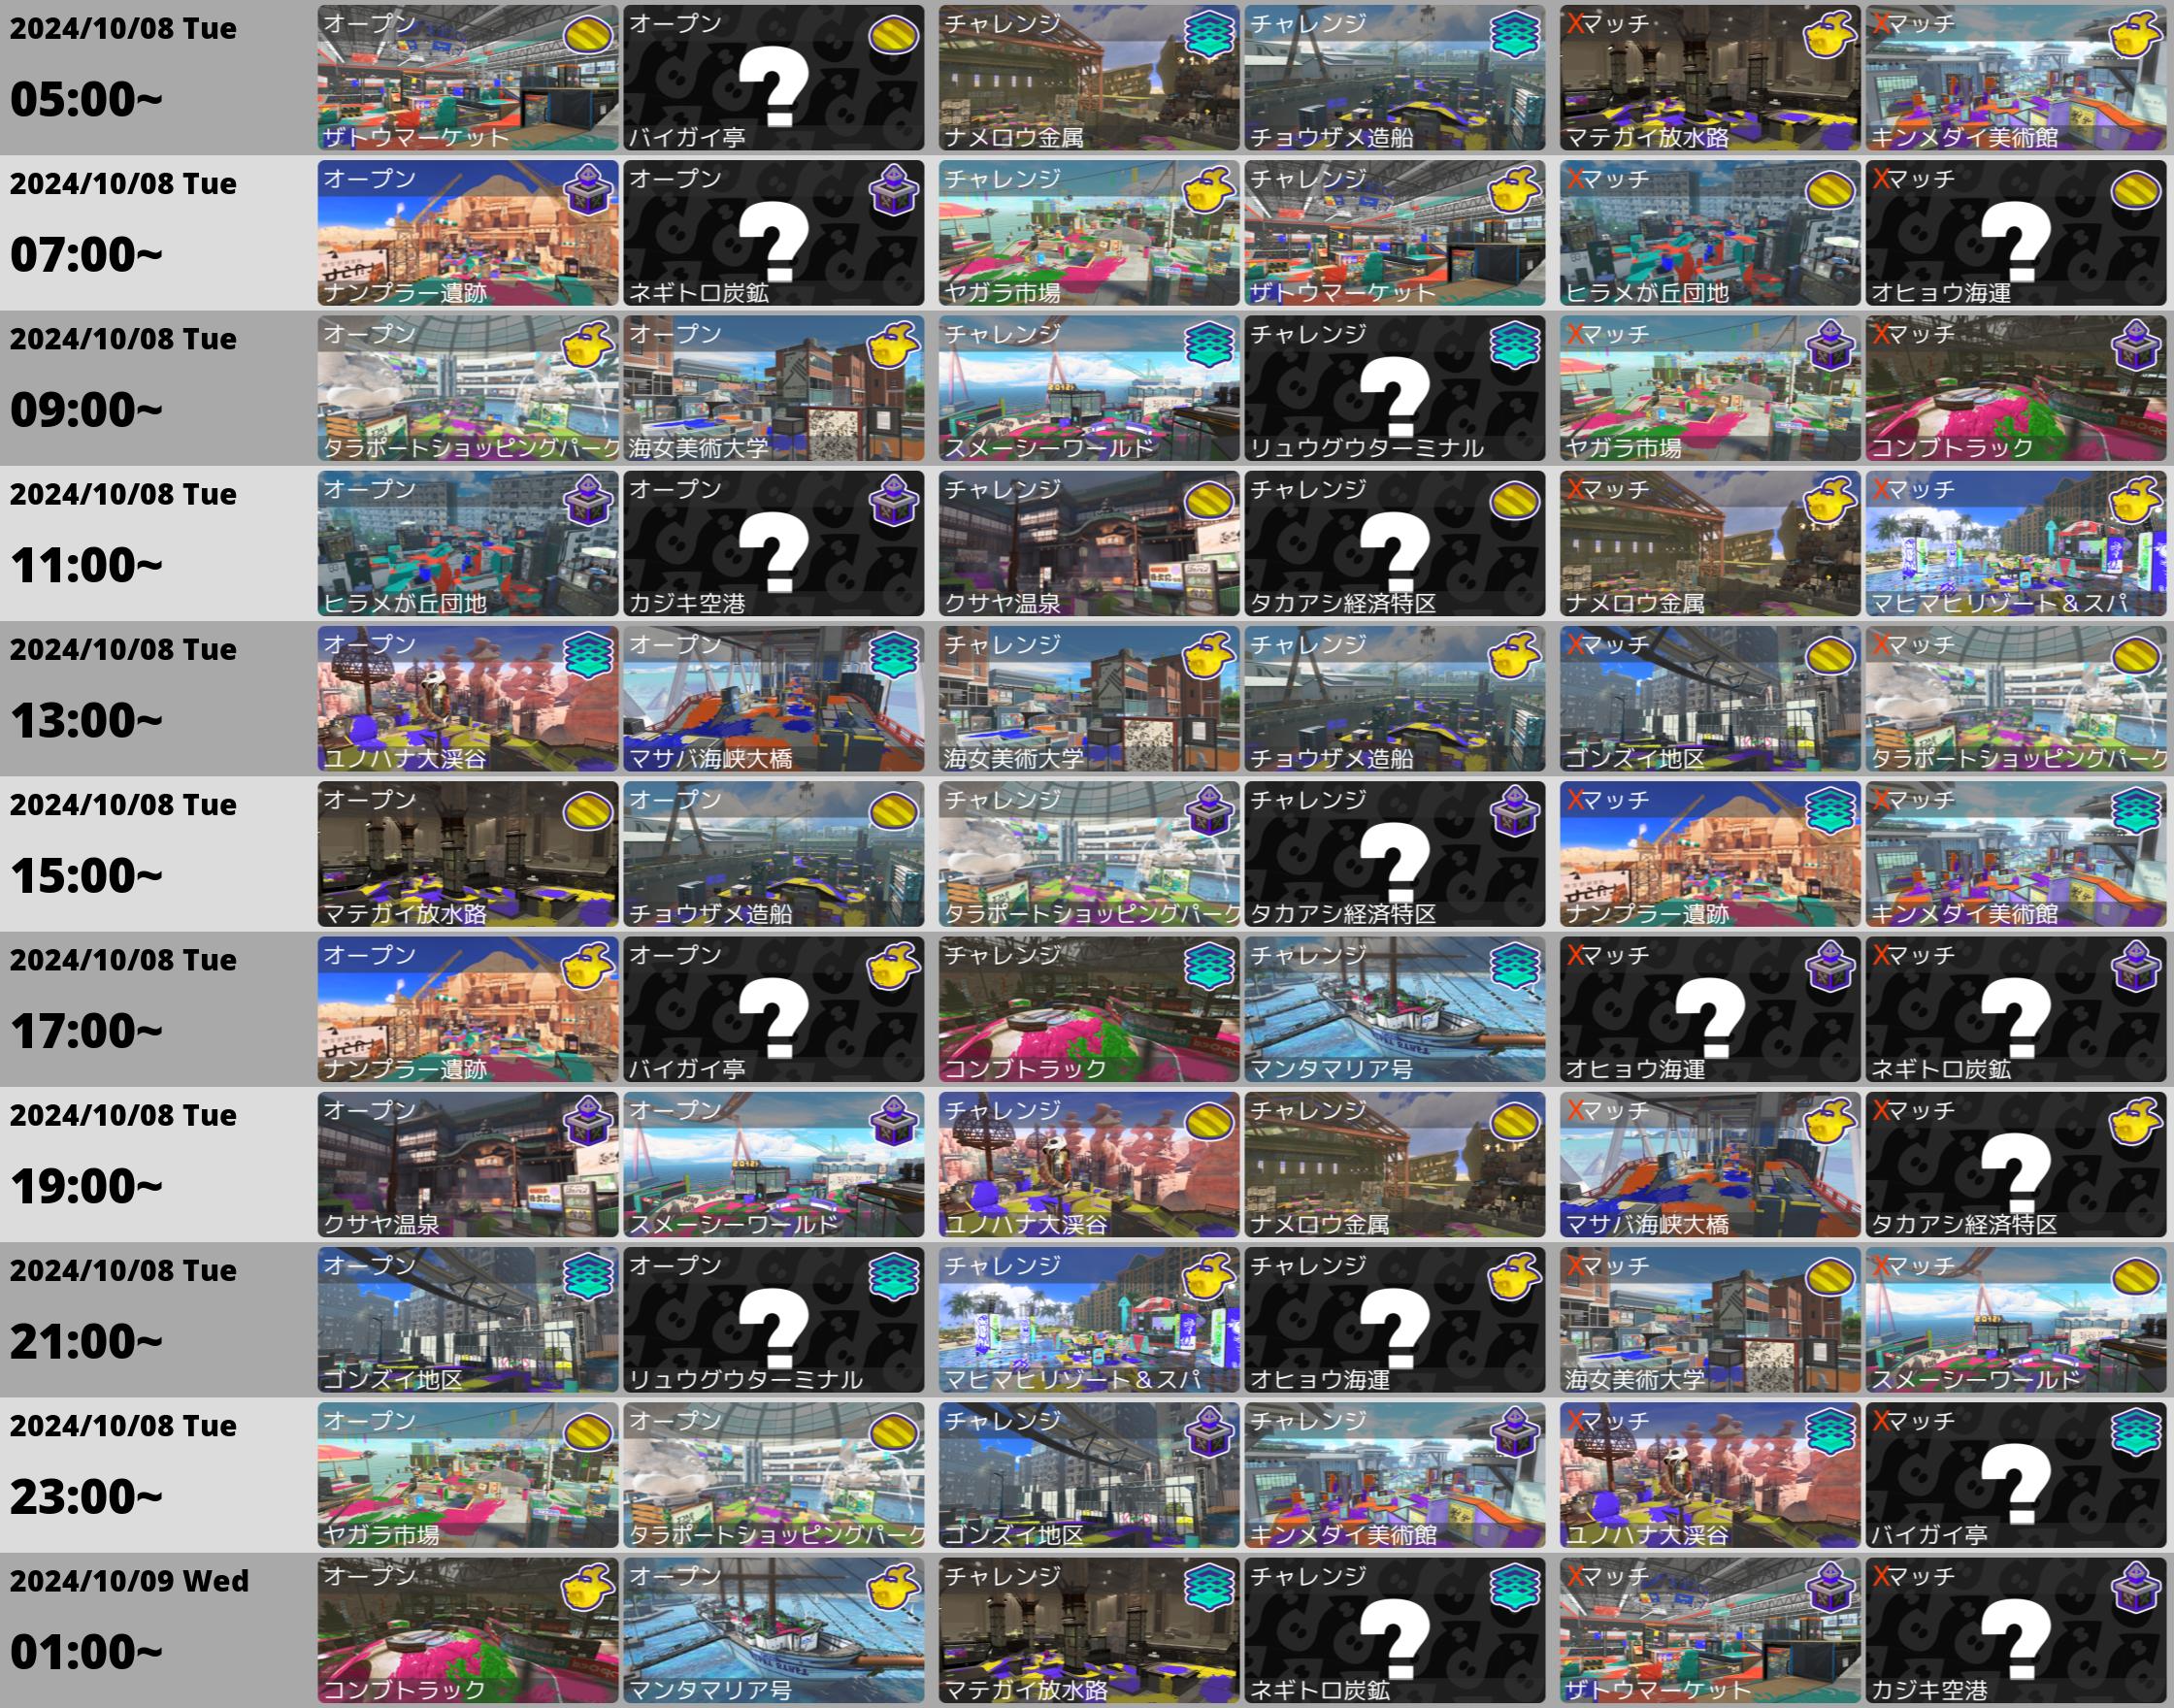 2024/10/08 Tue
05:00~
オープン
ザトウマーケット
オープン
バイガイ亭
チャレンジ
ナメロウ金属
チャレンジ
チョウザメ造船
Xマッチ
マテガイ放水路
Xマッチ
キンメダイ美術館
2024/10/08 Tue
07:00~
オープン
ナンプラー遺跡
オープン
ネギトロ炭鉱
チャレンジ
ヤガラ市場
チャレンジ
ザトウマーケット
Xマッチ
ヒラメが丘団地
Xマッチ
オヒョウ海運
2024/10/08 Tue
09:00~
オープン
タラポートショッピングパーク
オープン
海女美術大学
チャレンジ
スメーシーワールド
チャレンジ
リュウグウターミナル
Xマッチ
ヤガラ市場
Xマッチ
コンブトラック
2024/10/08 Tue
11:00~
オープン
ヒラメが丘団地
オープン
カジキ空港
チャレンジ
クサヤ温泉
チャレンジ
タカアシ経済特区
Xマッチ
ナメロウ金属
Xマッチ
マヒマヒリゾート&スパ
2024/10/08 Tue
13:00~
オープン
ユノハナ大渓谷
オープン
マサバ海峡大橋
チャレンジ
海女美術大学
チャレンジ
チョウザメ造船
Xマッチ
ゴンズイ地区
Xマッチ
タラポートショッピングパーク
2024/10/08 Tue
15:00~
オープン
マテガイ放水路
オープン
チョウザメ造船
チャレンジ
タラポートショッピングパーク
チャレンジ
タカアシ経済特区
Xマッチ
ナンプラー遺跡
Xマッチ
キンメダイ美術館
2024/10/08 Tue
17:00~
オープン
ナンプラー遺跡
オープン
バイガイ亭
チャレンジ
コンブトラック
チャレンジ
マンタマリア号
Xマッチ
オヒョウ海運
Xマッチ
ネギトロ炭鉱
2024/10/08 Tue
19:00~
オープン
クサヤ温泉
オープン
スメーシーワールド
チャレンジ
ユノハナ大渓谷
チャレンジ
ナメロウ金属
Xマッチ
マサバ海峡大橋
Xマッチ
タカアシ経済特区
2024/10/08 Tue
21:00~
オープン
ゴンズイ地区
オープン
リュウグウターミナル
チャレンジ
マヒマヒリゾート&スパ
チャレンジ
オヒョウ海運
Xマッチ
海女美術大学
Xマッチ
スメーシーワールド
2024/10/08 Tue
23:00~
オープン
ヤガラ市場
オープン
タラポートショッピングパーク
チャレンジ
ゴンズイ地区
チャレンジ
キンメダイ美術館
Xマッチ
ユノハナ大渓谷
Xマッチ
バイガイ亭
2024/10/09 Wed
01:00~
オープン
コンブトラック
オープン
マンタマリア号
チャレンジ
マテガイ放水路
チャレンジ
ネギトロ炭鉱
Xマッチ
ザトウマーケット
Xマッチ
カジキ空港